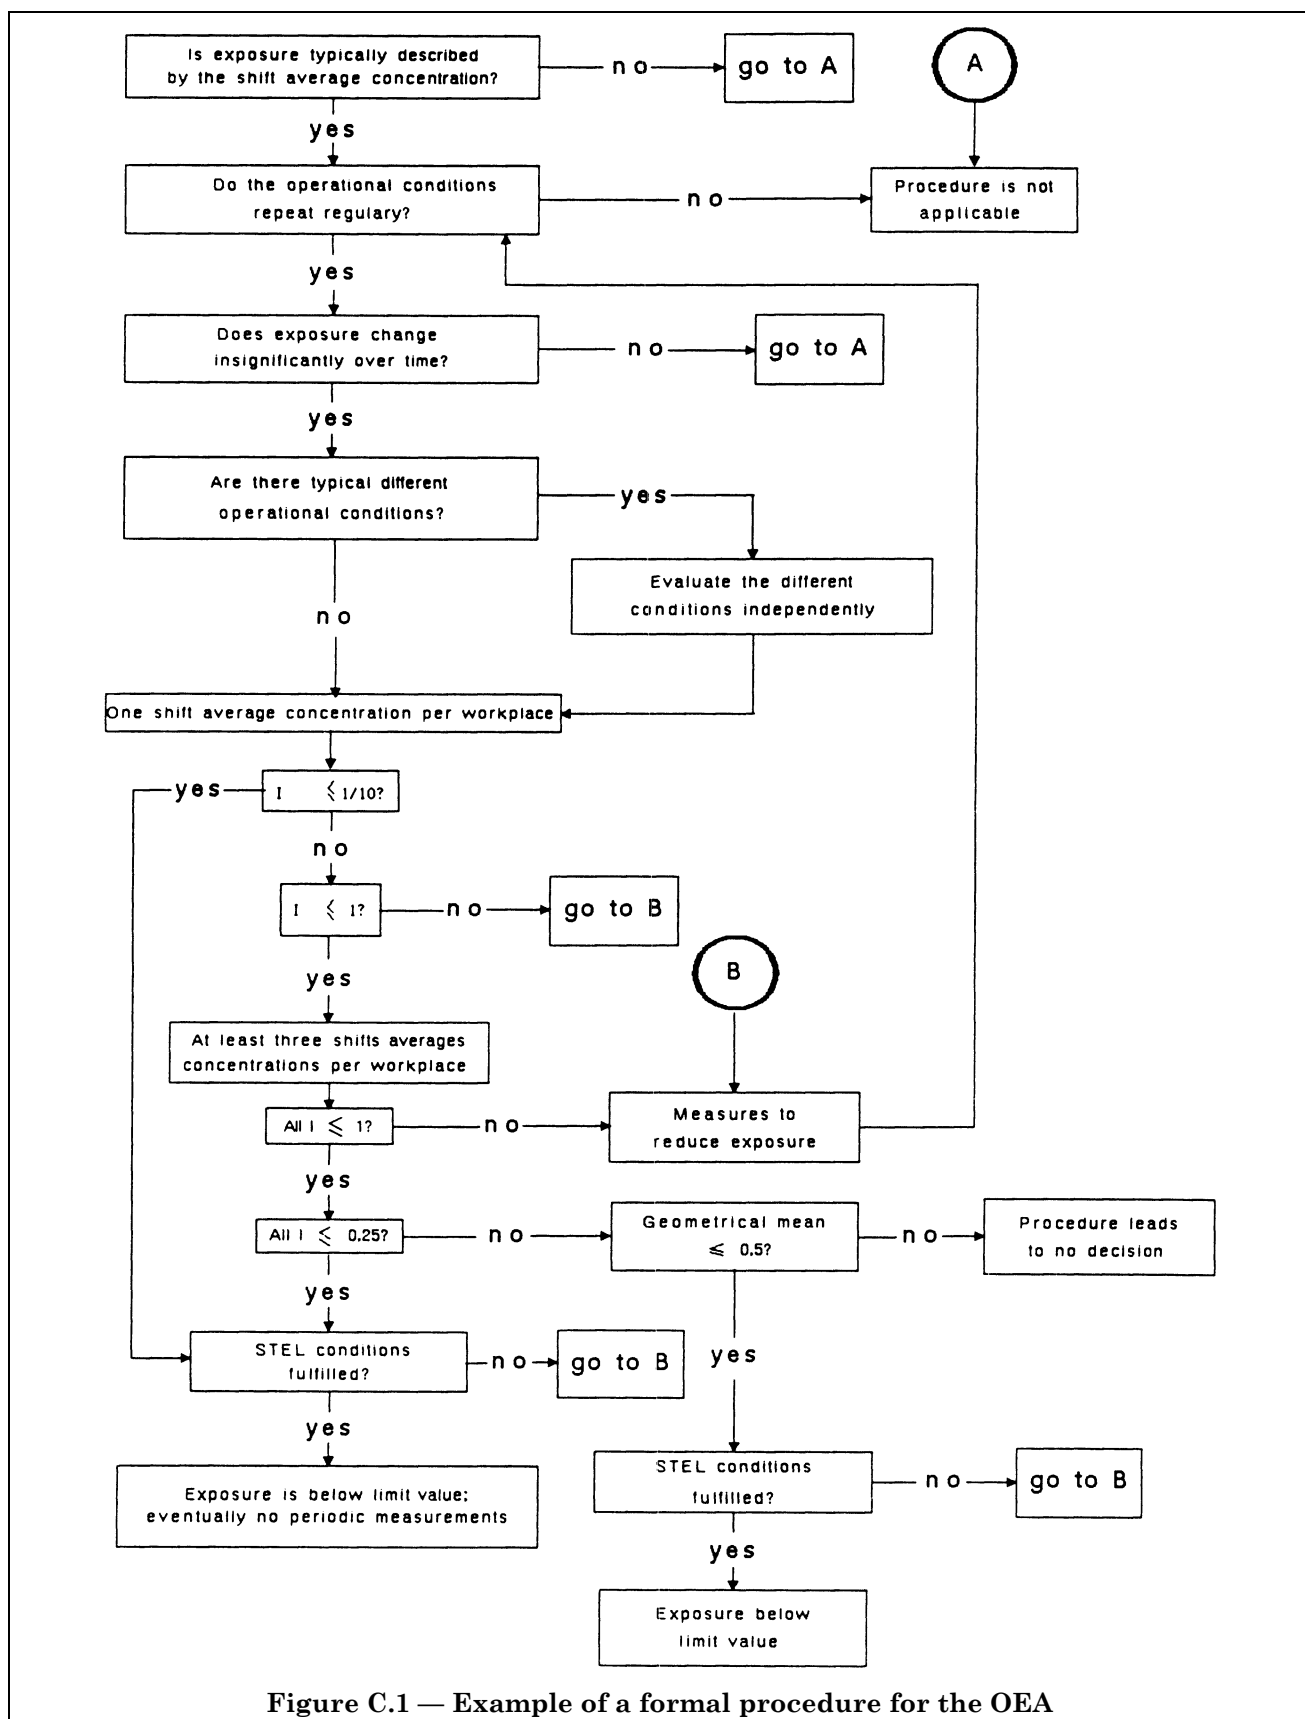 Is exposure typically described
by the shift average concentration?
no
go to A
A
yes
Do the operational conditions
repeat regulary?
no
Procedure is not
applicable
yes
Does exposure change
insignificantly over time?
no
go to A
yes
Are there typical different
operational conditions?
yes
Evaluate the different
conditions independently
no
One shift average concentration per workplace
yes
I ⩽ 1/10?
no
I ⩽ 1?
no
go to B
B
yes
At least three shifts averages
concentrations per workplace
All I ⩽ 1?
no
Measures to
reduce exposure
yes
All I ⩽ 0.25?
no
Geometrical mean
⩽ 0.5?
no
Procedure leads
to no decision
yes
STEL conditions
fulfilled?
no
go to B
yes
yes
Exposure is below limit value;
eventually no periodic measurements
STEL conditions
fulfilled?
no
go to B
yes
Exposure below
limit value
Figure C.1 — Example of a formal procedure for the OEA